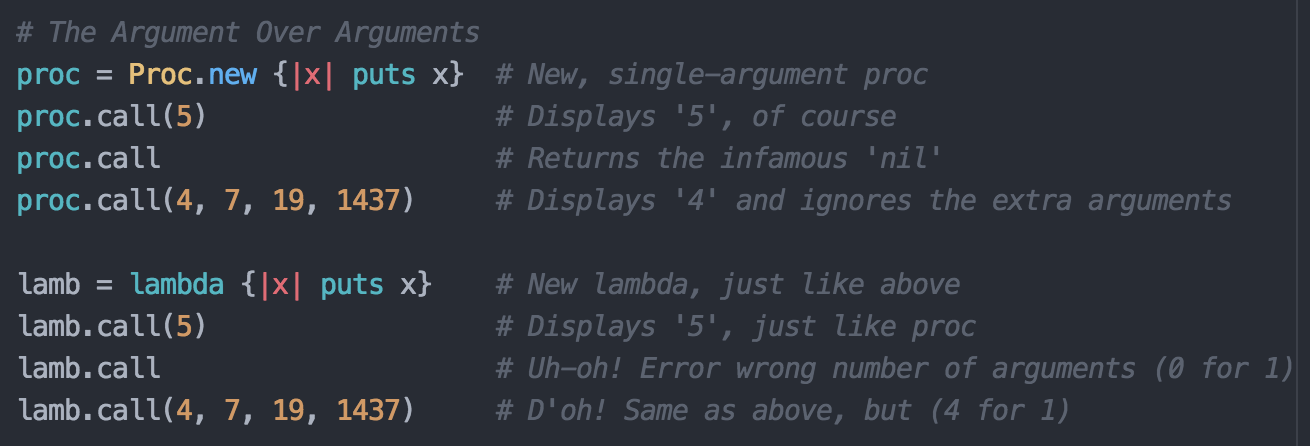 # The Argument Over Arguments
proc = Proc.new {|x| puts x}  # New, single-argument proc
proc.call(5)                  # Displays '5', of course
proc.call                     # Returns the infamous 'nil'
proc.call(4, 7, 19, 1437)     # Displays '4' and ignores the extra arguments

lamb = lambda {|x| puts x}    # New lambda, just like above
lamb.call(5)                  # Displays '5', just like proc
lamb.call                     # Uh-oh! Error wrong number of arguments (0 for 1)
lamb.call(4, 7, 19, 1437)     # D'oh! Same as above, but (4 for 1)